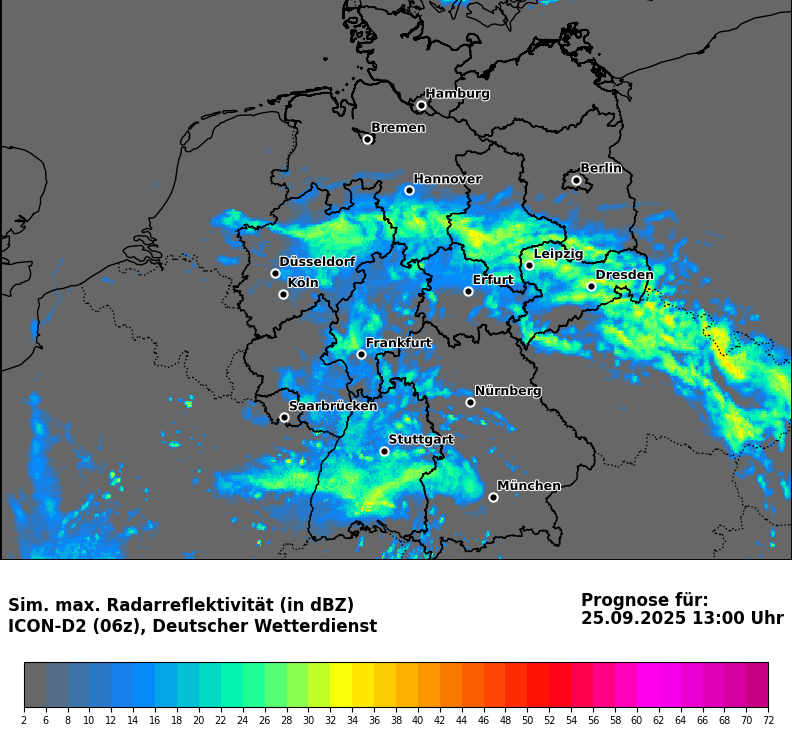 Hamburg
Bremen
Berlin
Hannover
Leipzig
Düsseldorf
Dresden
Erfurt
Köln
Frankfurt
Nürnberg
Saarbrücken
Stuttgart
München
Sim. max. Radarreflektivität (in dBZ)
ICON-D2 (06z), Deutscher Wetterdienst
Prognose für:
25.09.2025 13:00 Uhr
2 6 8 10 12 14 16 18 20 22 24 26 28 30 32 34 36 38 40 42 44 46 48 50 52 54 56 58 60 62 64 66 68 70 72